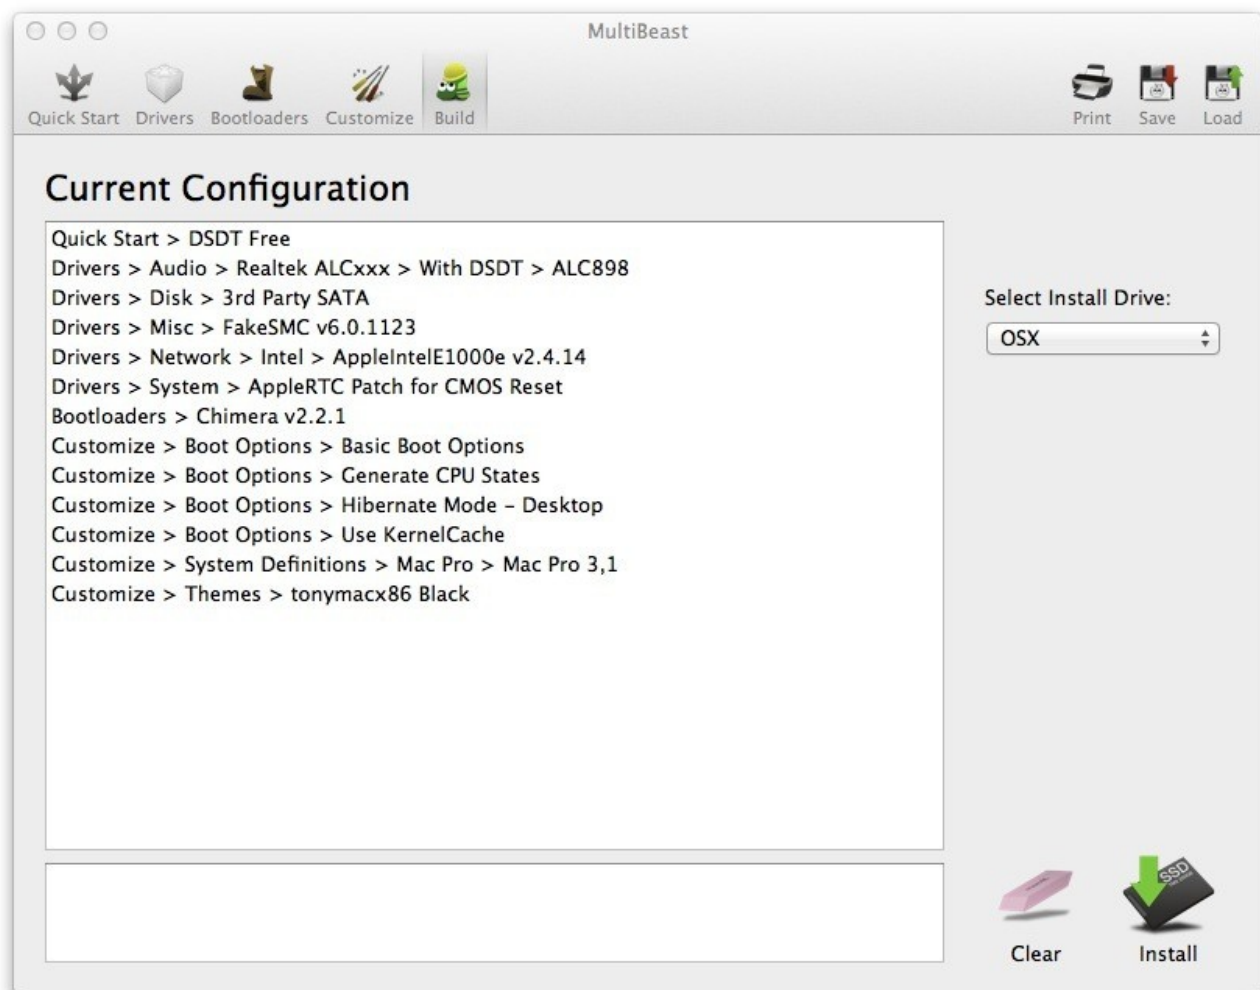 MultiBeast
Quick Start Drivers Bootloaders Customize Build Print Save Load
Current Configuration
Quick Start > DSDT Free
Drivers > Audio > Realtek ALCxxx > With DSDT > ALC898
Drivers > Disk > 3rd Party SATA
Drivers > Misc > FakeSMC v6.0.1123
Drivers > Network > Intel > AppleIntelE1000e v2.4.14
Drivers > System > AppleRTC Patch for CMOS Reset
Bootloaders > Chimera v2.2.1
Customize > Boot Options > Basic Boot Options
Customize > Boot Options > Generate CPU States
Customize > Boot Options > Hibernate Mode – Desktop
Customize > Boot Options > Use KernelCache
Customize > System Definitions > Mac Pro > Mac Pro 3,1
Customize > Themes > tonymacx86 Black
Select Install Drive:
OSX
SSD
Clear Install